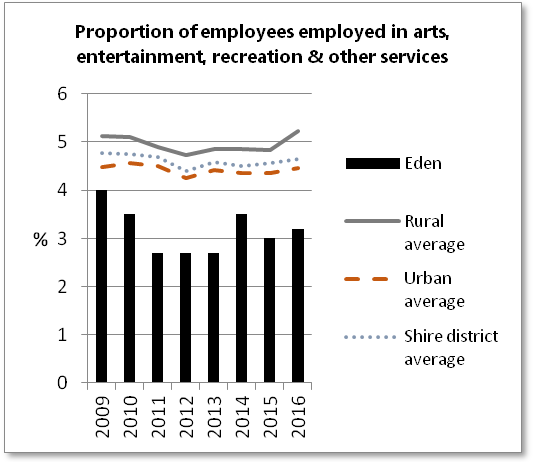 Proportion of employees employed in arts,
entertainment, recreation & other services
6
5
4
3
2
1
0
%
2009
2010
2011
2012
2013
2014
2015
2016
Eden
Rural
average
Urban
average
Shire district
average